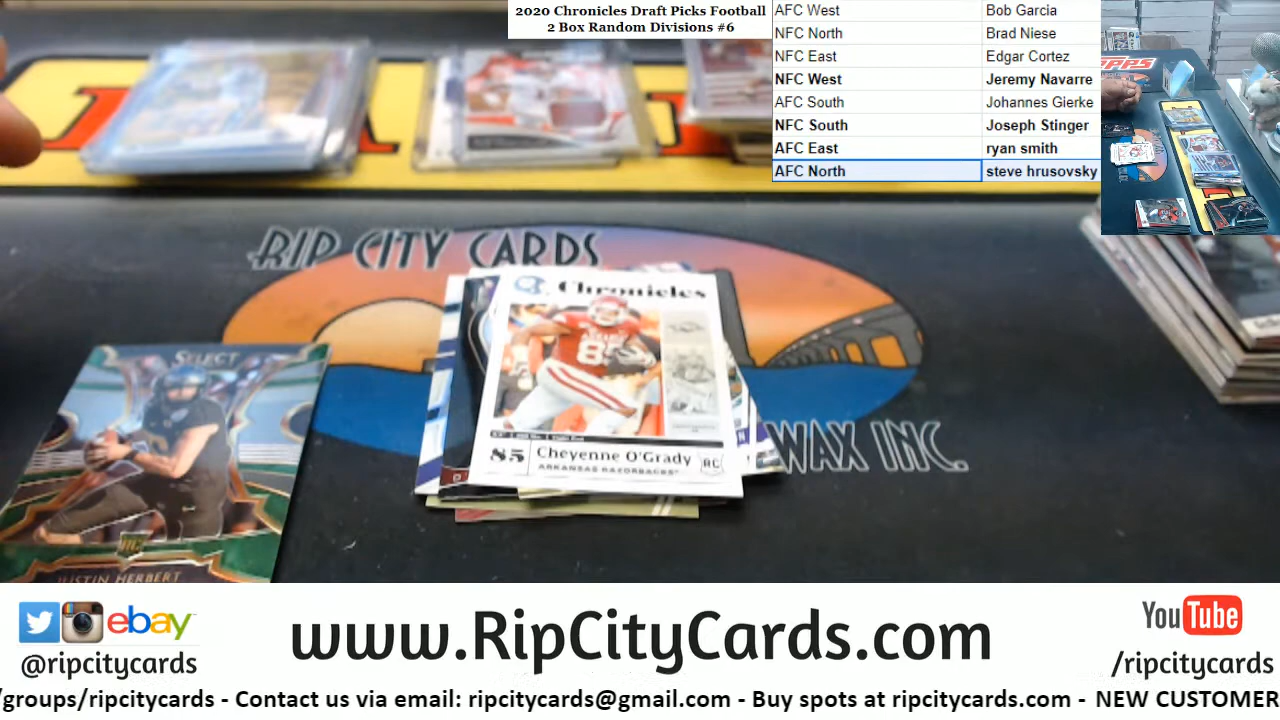 2020 Chronicles Draft Picks Football
2 Box Random Divisions #6
AFC West Bob Garcia
NFC North Brad Niese
NFC East Edgar Cortez
NFC West Jeremy Navarre
AFC South Johannes Gierke
NFC South Joseph Stinger
AFC East ryan smith
AFC North steve hrusovsky
RIP CITY CARDS
WAX INC.
SELECT
RC
JUSTIN HERBERT
Chronicles
85
Cheyenne O'Grady
ARKANSAS RAZORBACKS
RC
ebay
@ripcitycards
www.RipCityCards.com
YouTube
/ripcitycards
/groups/ripcitycards - Contact us via email: ripcitycards@gmail.com - Buy spots at ripcitycards.com - NEW CUSTOMER